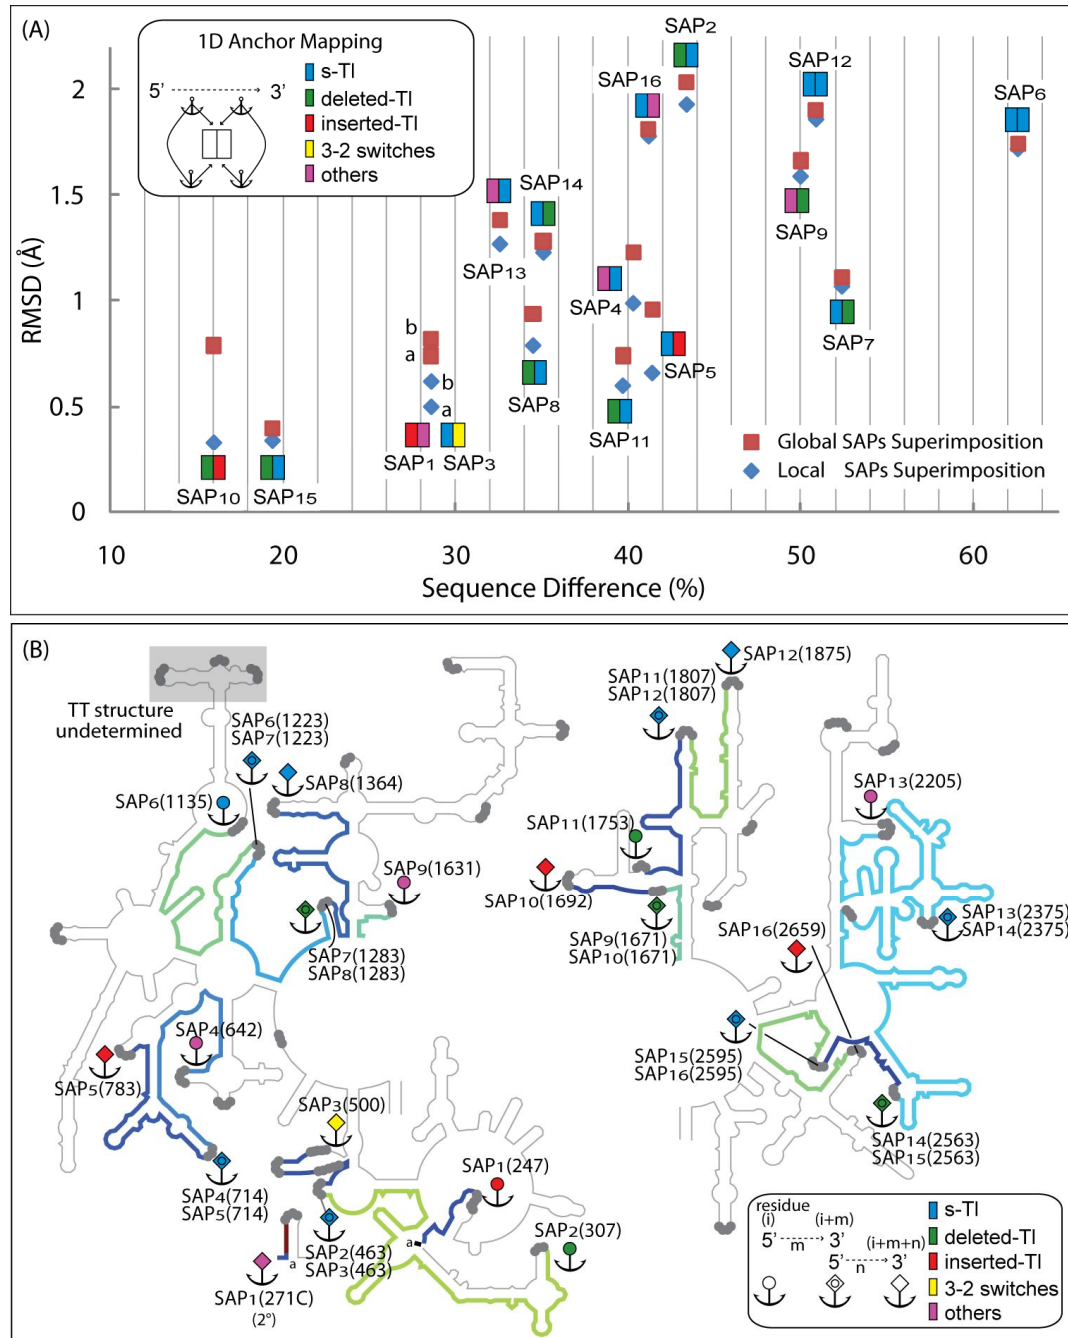 (A)
1D Anchor Mapping
5' 3'
s-TI
deleted-TI
inserted-TI
3-2 switches
others
RMSD (Å)
2
1.5
1
0.5
0
10 20 30 40 50 60
Sequence Difference (%)
SAP2
SAP16
SAP12
SAP6
SAP14
SAP13
SAP9
SAP4
SAP7
SAP5
SAP8
SAP11
b
a
b
a
SAP1 SAP3
SAP10 SAP15
Global SAPs Superimposition
Local SAPs Superimposition
(B)
TT structure
undetermined
SAP6(1223)
SAP7(1223)
SAP8(1364)
SAP6(1135)
SAP9(1631)
SAP7(1283)
SAP8(1283)
SAP4(642)
SAP5(783)
SAP4(714)
SAP5(714)
SAP3(500)
SAP1(247)
SAP2(307)
SAP2(463)
SAP3(463)
a
a
SAP1(271C)
(2°)
SAP12(1875)
SAP11(1807)
SAP12(1807)
SAP11(1753)
SAP10(1692)
SAP9(1671)
SAP10(1671)
SAP13(2205)
SAP13(2375)
SAP14(2375)
SAP16(2659)
SAP15(2595)
SAP16(2595)
SAP14(2563)
SAP15(2563)
residue
(i) (i+m)
5' m 3' (i+m+n)
5' n 3'
s-TI
deleted-TI
inserted-TI
3-2 switches
others